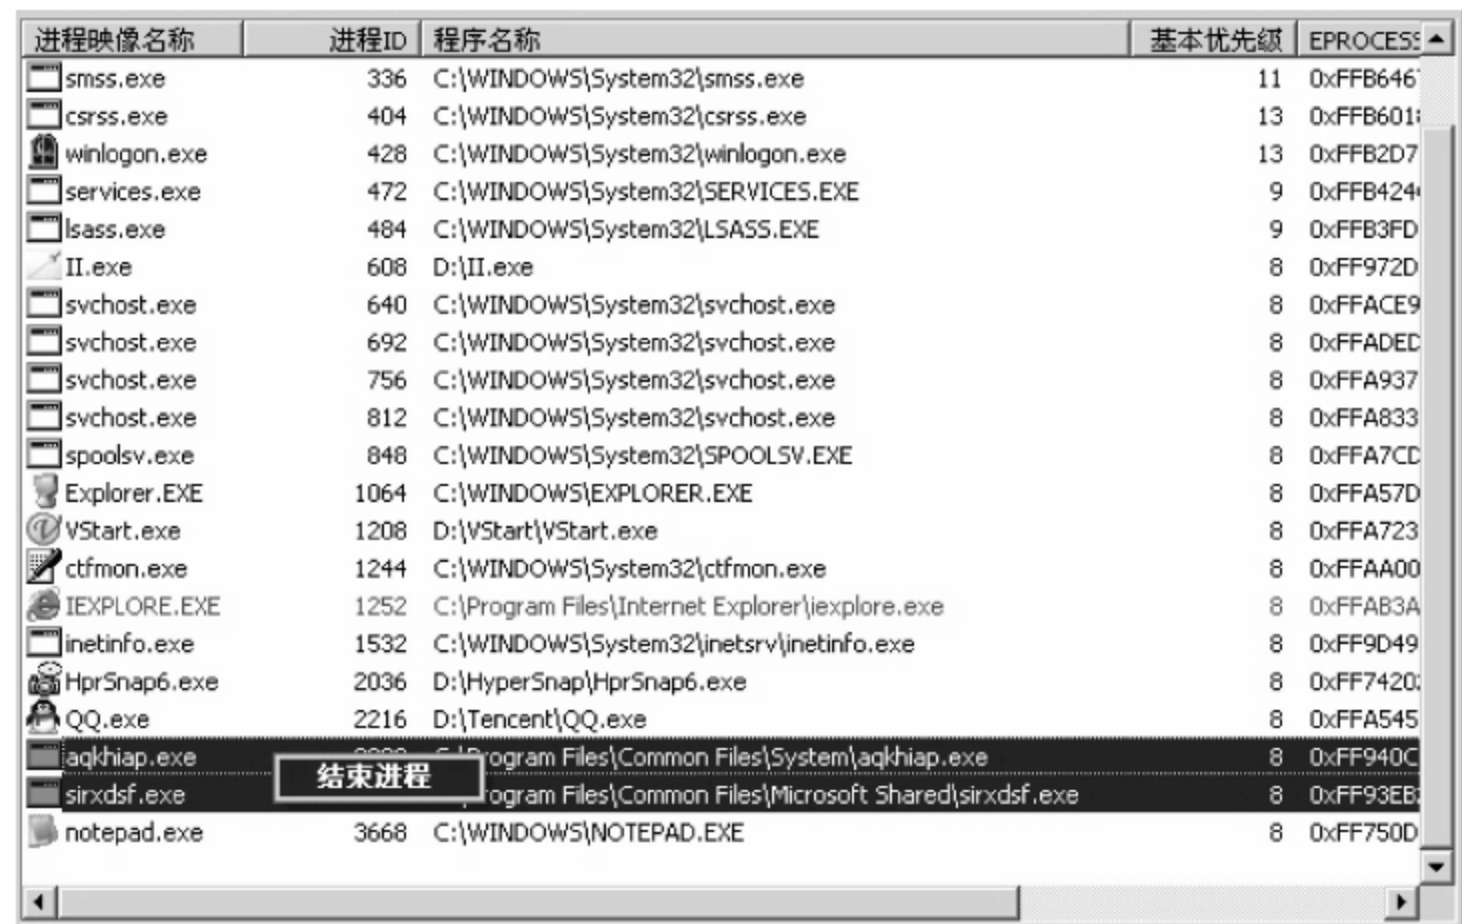 进程映像名称 进程ID 程序名称 基本优先级 EPROCESS
smss.exe 336 C:\WINDOWS\System32\smss.exe 11 0xFFB646
csrss.exe 404 C:\WINDOWS\System32\csrss.exe 13 0xFFB601
winlogon.exe 428 C:\WINDOWS\System32\winlogon.exe 13 0xFFB2D7
services.exe 472 C:\WINDOWS\System32\SERVICES.EXE 9 0xFFB424
lsass.exe 484 C:\WINDOWS\System32\LSASS.EXE 9 0xFFB3FD
II.exe 608 D:\II.exe 8 0xFF972D
svchost.exe 640 C:\WINDOWS\System32\svchost.exe 8 0xFFACE9
svchost.exe 692 C:\WINDOWS\System32\svchost.exe 8 0xFFADED
svchost.exe 756 C:\WINDOWS\System32\svchost.exe 8 0xFFA937
svchost.exe 812 C:\WINDOWS\System32\svchost.exe 8 0xFFA833
spoolsv.exe 848 C:\WINDOWS\System32\SPOOLSV.EXE 8 0xFFA7CD
Explorer.EXE 1064 C:\WINDOWS\EXPLORER.EXE 8 0xFFA57D
VStart.exe 1208 D:\VStart\VStart.exe 8 0xFFA723
ctfmon.exe 1244 C:\WINDOWS\System32\ctfmon.exe 8 0xFFAA00
IEXPLORE.EXE 1252 C:\Program Files\Internet Explorer\iexplore.exe 8 0xFFAB3A
inetinfo.exe 1532 C:\WINDOWS\System32\inetsrv\inetinfo.exe 8 0xFF9D49
HprSnap6.exe 2036 D:\HyperSnap\HprSnap6.exe 8 0xFF7420
QQ.exe 2216 D:\Tencent\QQ.exe 8 0xFFA545
aqkhiap.exe Program Files\Common Files\System\aqkhiap.exe 8 0xFF940C
结束进程
sirxdsf.exe rogram Files\Common Files\Microsoft Shared\sirxdsf.exe 8 0xFF93EB
notepad.exe 3668 C:\WINDOWS\NOTEPAD.EXE 8 0xFF750D